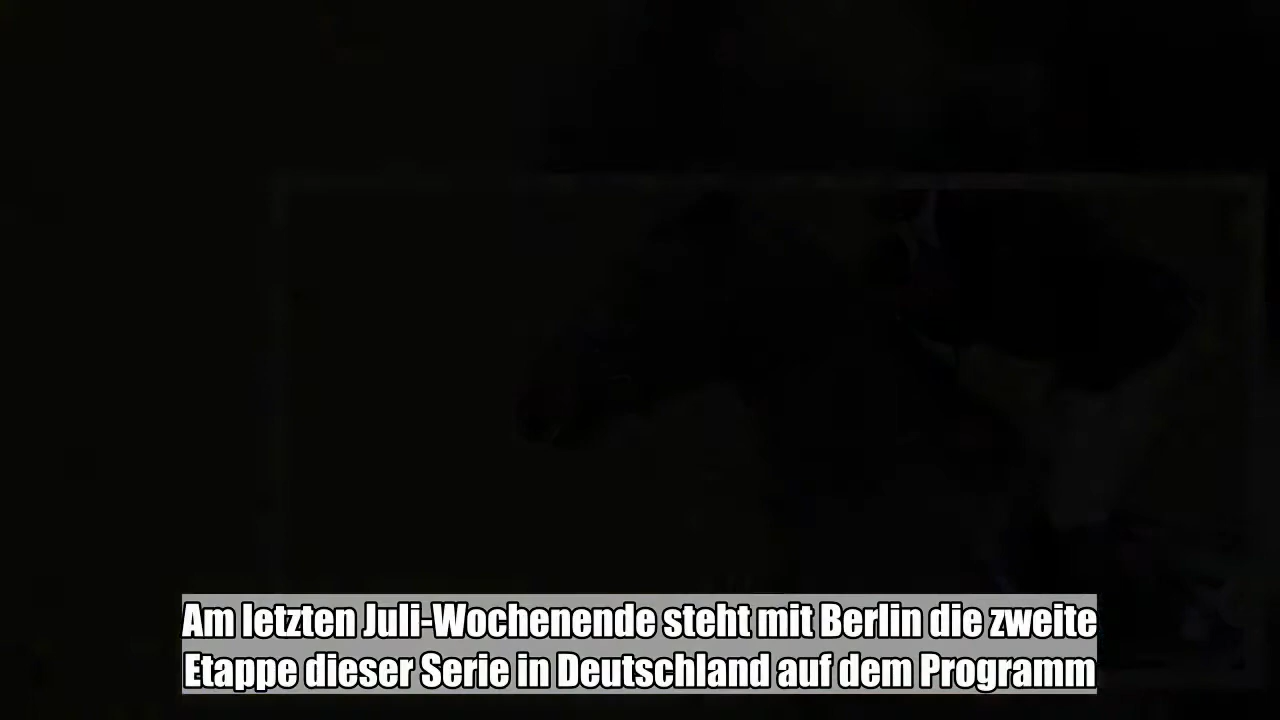 Am letzten Juli-Wochenende steht mit Berlin die zweite
Etappe dieser Serie in Deutschland auf dem Programm